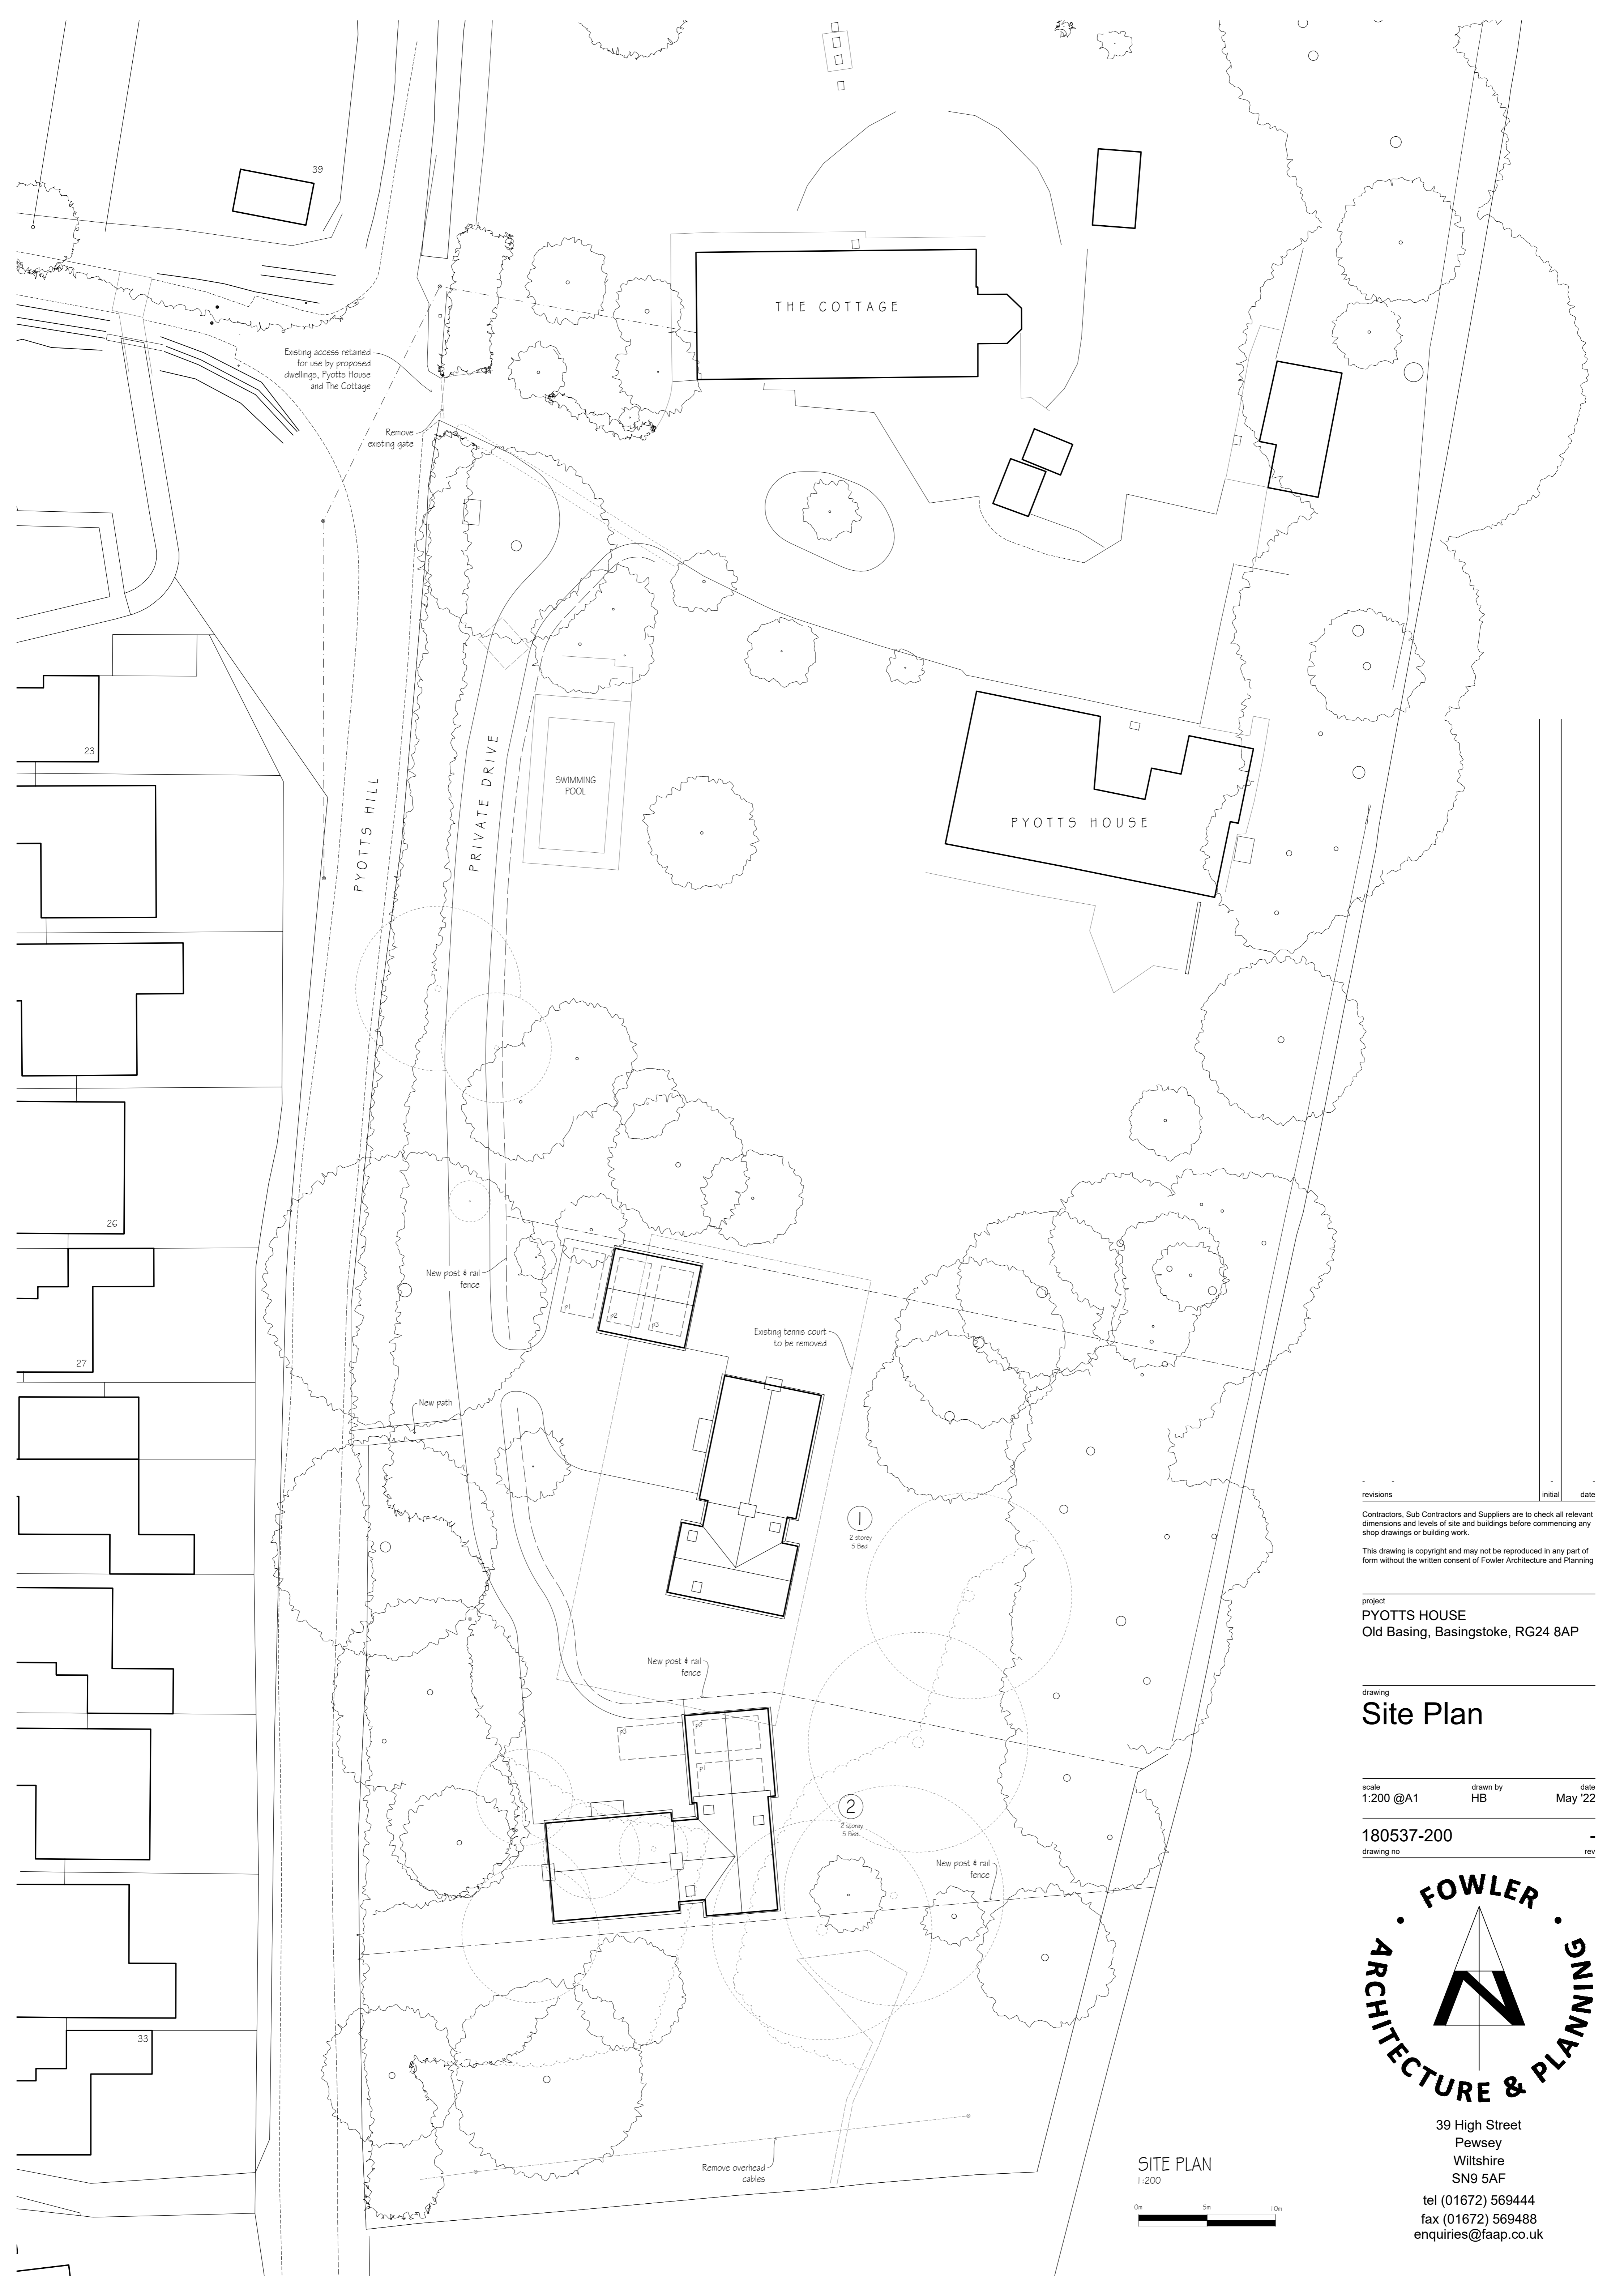 39
THE COTTAGE
Existing access retained
for use by proposed
dwellings, Pyotts House
and The Cottage
Remove
existing gate
23
PYOTTS HILL
PRIVATE DRIVE
SWIMMING
POOL
PYOTTS HOUSE
26
New post & rail
fence
p1
p2
p3
Existing tennis court
to be removed
27
New path
1
2 storey
5 Bed
New post & rail
fence
p3
p2
p1
2
2 storey
5 Bed
New post & rail
fence
33
Remove overhead
cables
SITE PLAN
1:200
0m 5m 10m
- - - -
revisions initial date
Contractors, Sub Contractors and Suppliers are to check all relevant
dimensions and levels of site and buildings before commencing any
shop drawings or building work.
This drawing is copyright and may not be reproduced in any part of
form without the written consent of Fowler Architecture and Planning
project
PYOTTS HOUSE
Old Basing, Basingstoke, RG24 8AP
drawing
Site Plan
scale drawn by date
1:200 @A1 HB May '22
180537-200 -
drawing no rev
FOWLER
ARCHITECTURE & PLANNING
N
39 High Street
Pewsey
Wiltshire
SN9 5AF
tel (01672) 569444
fax (01672) 569488
enquiries@faap.co.uk